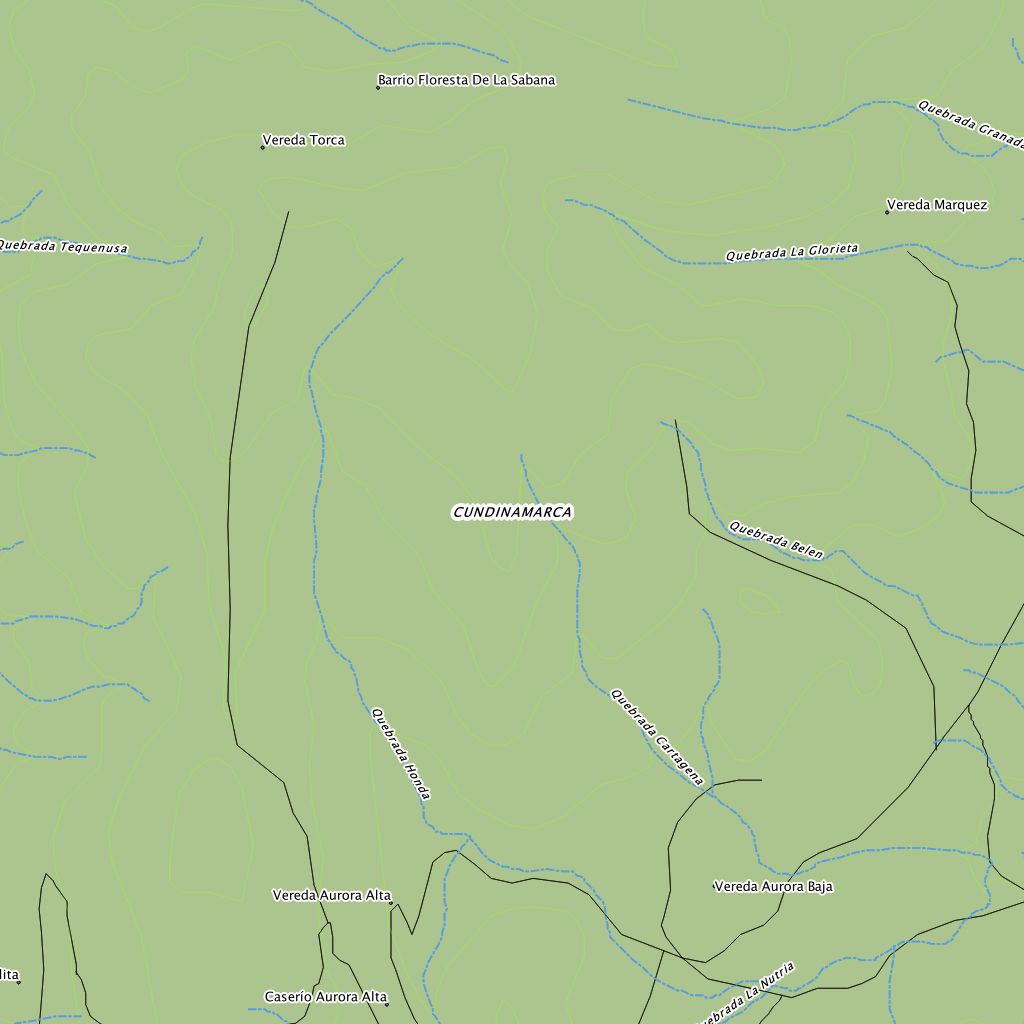 Barrio Floresta De La Sabana
Quebrada Granada
Vereda Torca
Vereda Marquez
Quebrada Tequenusa
Quebrada La Glorieta
CUNDINAMARCA
Quebrada Belen
Quebrada Cartagena
Quebrada Honda
Vereda Aurora Baja
Vereda Aurora Alta
lita
Quebrada La Nutria
Caserío Aurora Alta